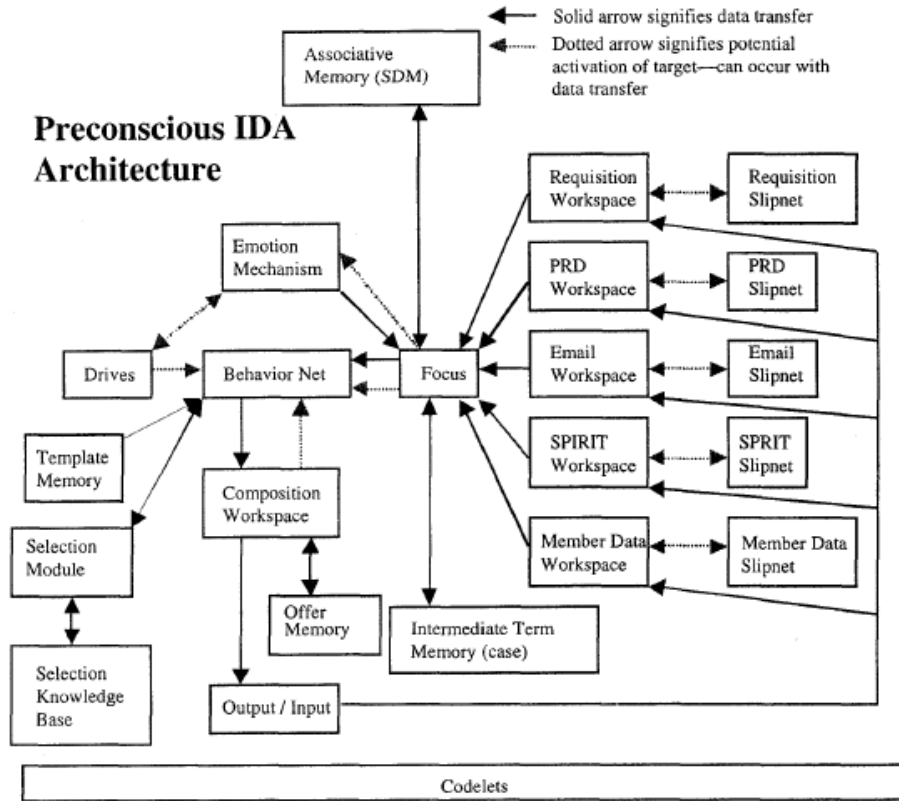 Solid arrow signifies data transfer
Dotted arrow signifies potential
activation of target—can occur with
data transfer
Associative
Memory (SDM)
Preconscious IDA
Architecture
Requisition
Workspace
Requisition
Slipnet
Emotion
Mechanism
PRD
Workspace
PRD
Slipnet
Drives
Behavior Net
Focus
Email
Workspace
Email
Slipnet
Template
Memory
Composition
Workspace
SPIRIT
Workspace
SPRIT
Slipnet
Selection
Module
Offer
Memory
Intermediate Term
Memory (case)
Member Data
Workspace
Member Data
Slipnet
Selection
Knowledge
Base
Output / Input
Codelets